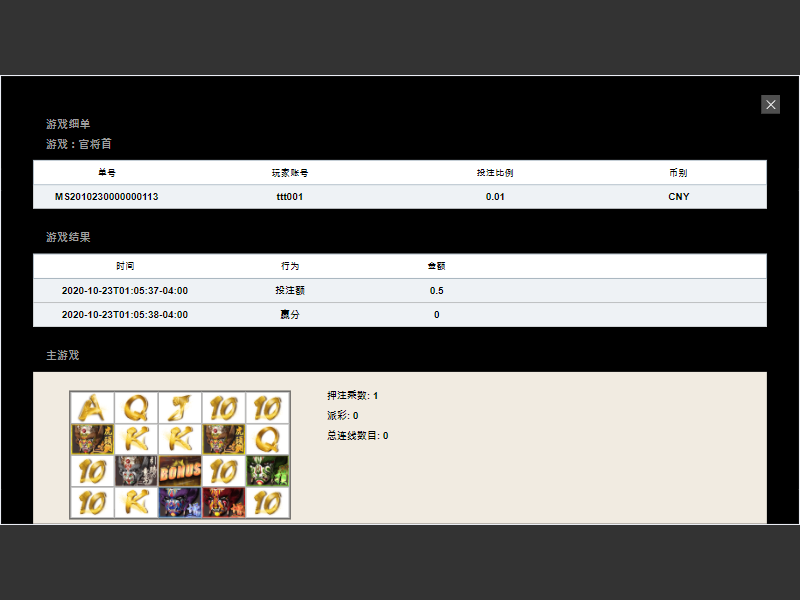 游戏细单
游戏：官将首
单号 玩家账号 投注比例 币别
MS2010230000000113 ttt001 0.01 CNY
游戏结果
时间 行为 金额
2020-10-23T01:05:37-04:00 投注额 0.5
2020-10-23T01:05:38-04:00 赢分 0
主游戏
押注乘数: 1
派彩: 0
总连线数目: 0
A Q J 10 10
K K Q
10 BONUS 10
10 K 10